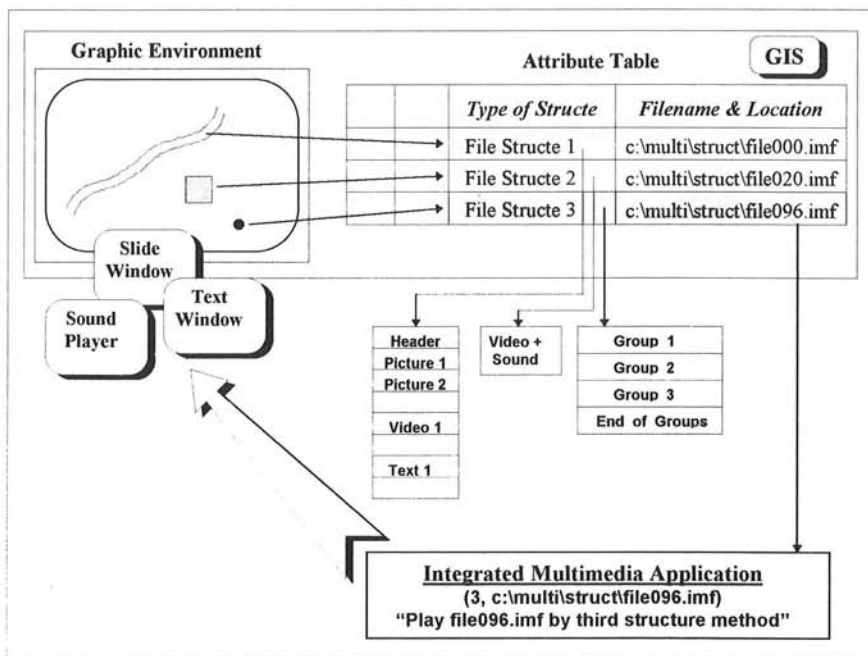 Graphic Environment
Attribute Table
GIS
Type of Structe
Filename & Location
File Structe 1
c:\multi\struct\file000.imf
File Structe 2
c:\multi\struct\file020.imf
File Structe 3
c:\multi\struct\file096.imf
Slide
Window
Text
Window
Sound
Player
Header
Picture 1
Picture 2
Video 1
Text 1
Video +
Sound
Group 1
Group 2
Group 3
End of Groups
Integrated Multimedia Application
(3, c:\multi\struct\file096.imf)
“Play file096.imf by third structure method”